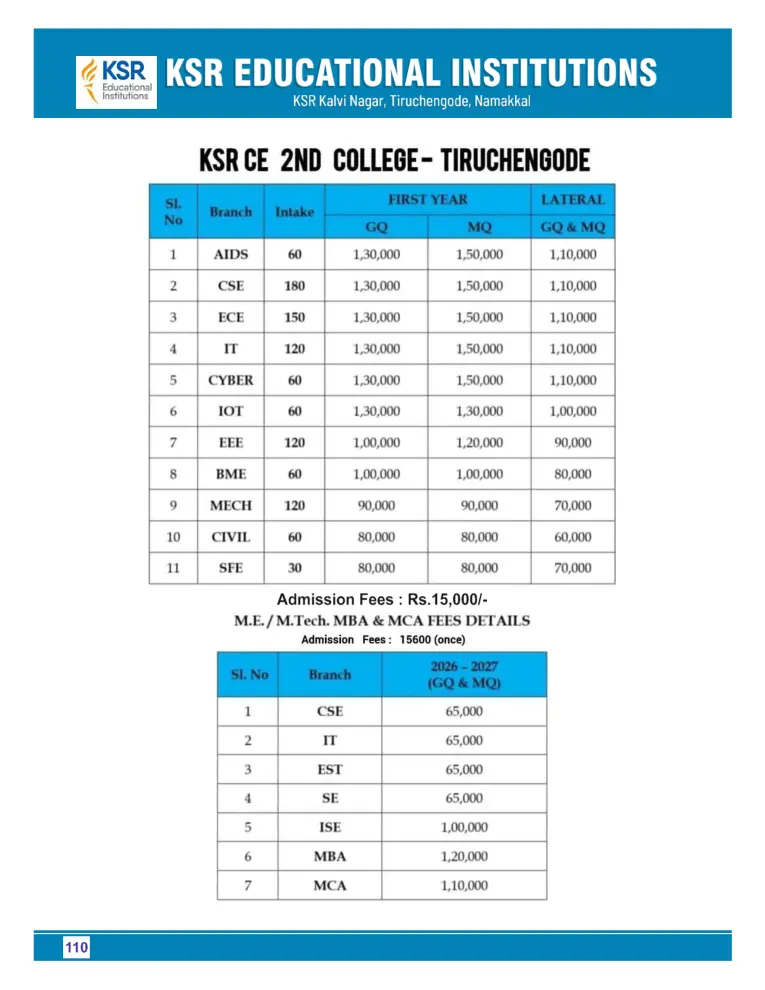 KSR
Educational
Institutions
KSR EDUCATIONAL INSTITUTIONS
KSR Kalvi Nagar, Tiruchengode, Namakkal
KSR CE 2ND COLLEGE - TIRUCHENGODE
Sl. No Branch Intake FIRST YEAR LATERAL
GQ MQ GQ & MQ
1 AIDS 60 1,30,000 1,50,000 1,10,000
2 CSE 180 1,30,000 1,50,000 1,10,000
3 ECE 150 1,30,000 1,50,000 1,10,000
4 IT 120 1,30,000 1,50,000 1,10,000
5 CYBER 60 1,30,000 1,50,000 1,10,000
6 IOT 60 1,30,000 1,30,000 1,00,000
7 EEE 120 1,00,000 1,20,000 90,000
8 BME 60 1,00,000 1,00,000 80,000
9 MECH 120 90,000 90,000 70,000
10 CIVIL 60 80,000 80,000 60,000
11 SFE 30 80,000 80,000 70,000
Admission Fees : Rs.15,000/-
M.E. / M.Tech. MBA & MCA FEES DETAILS
Admission Fees : 15600 (once)
Sl. No Branch 2026 – 2027 (GQ & MQ)
1 CSE 65,000
2 IT 65,000
3 EST 65,000
4 SE 65,000
5 ISE 1,00,000
6 MBA 1,20,000
7 MCA 1,10,000
110